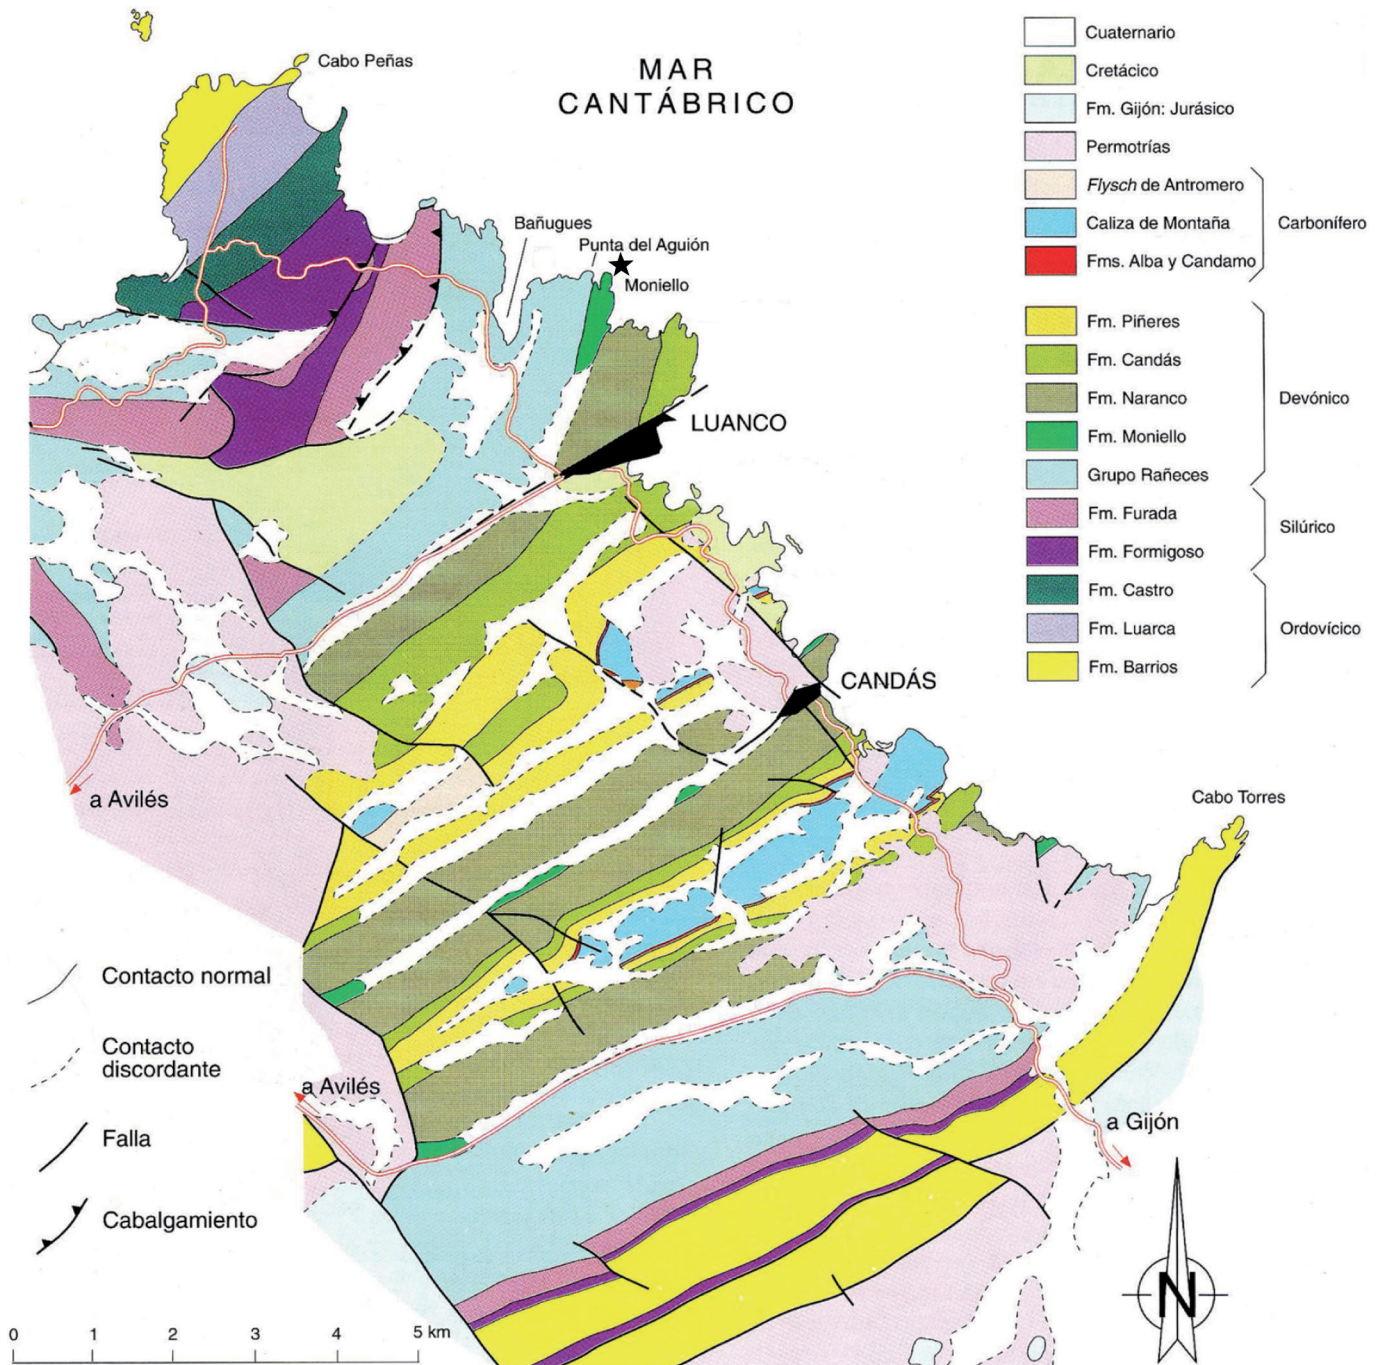 Cabo Peñas
MAR
CANTÁBRICO
Bañugues
Punta del Aguión
Moniello
LUANCO
CANDÁS
Cabo Torres
a Avilés
a Avilés
a Gijón
Cuaternario
Cretácico
Fm. Gijón: Jurásico
Permotrías
Flysch de Antromero
Caliza de Montaña
Fms. Alba y Candamo
Carbonífero
Fm. Piñeres
Fm. Candás
Fm. Naranco
Fm. Moniello
Grupo Rañeces
Devónico
Fm. Furada
Fm. Formigoso
Silúrico
Fm. Castro
Fm. Luarca
Fm. Barrios
Ordovícico
Contacto normal
Contacto
discordante
Falla
Cabalgamiento
0 1 2 3 4 5 km
N